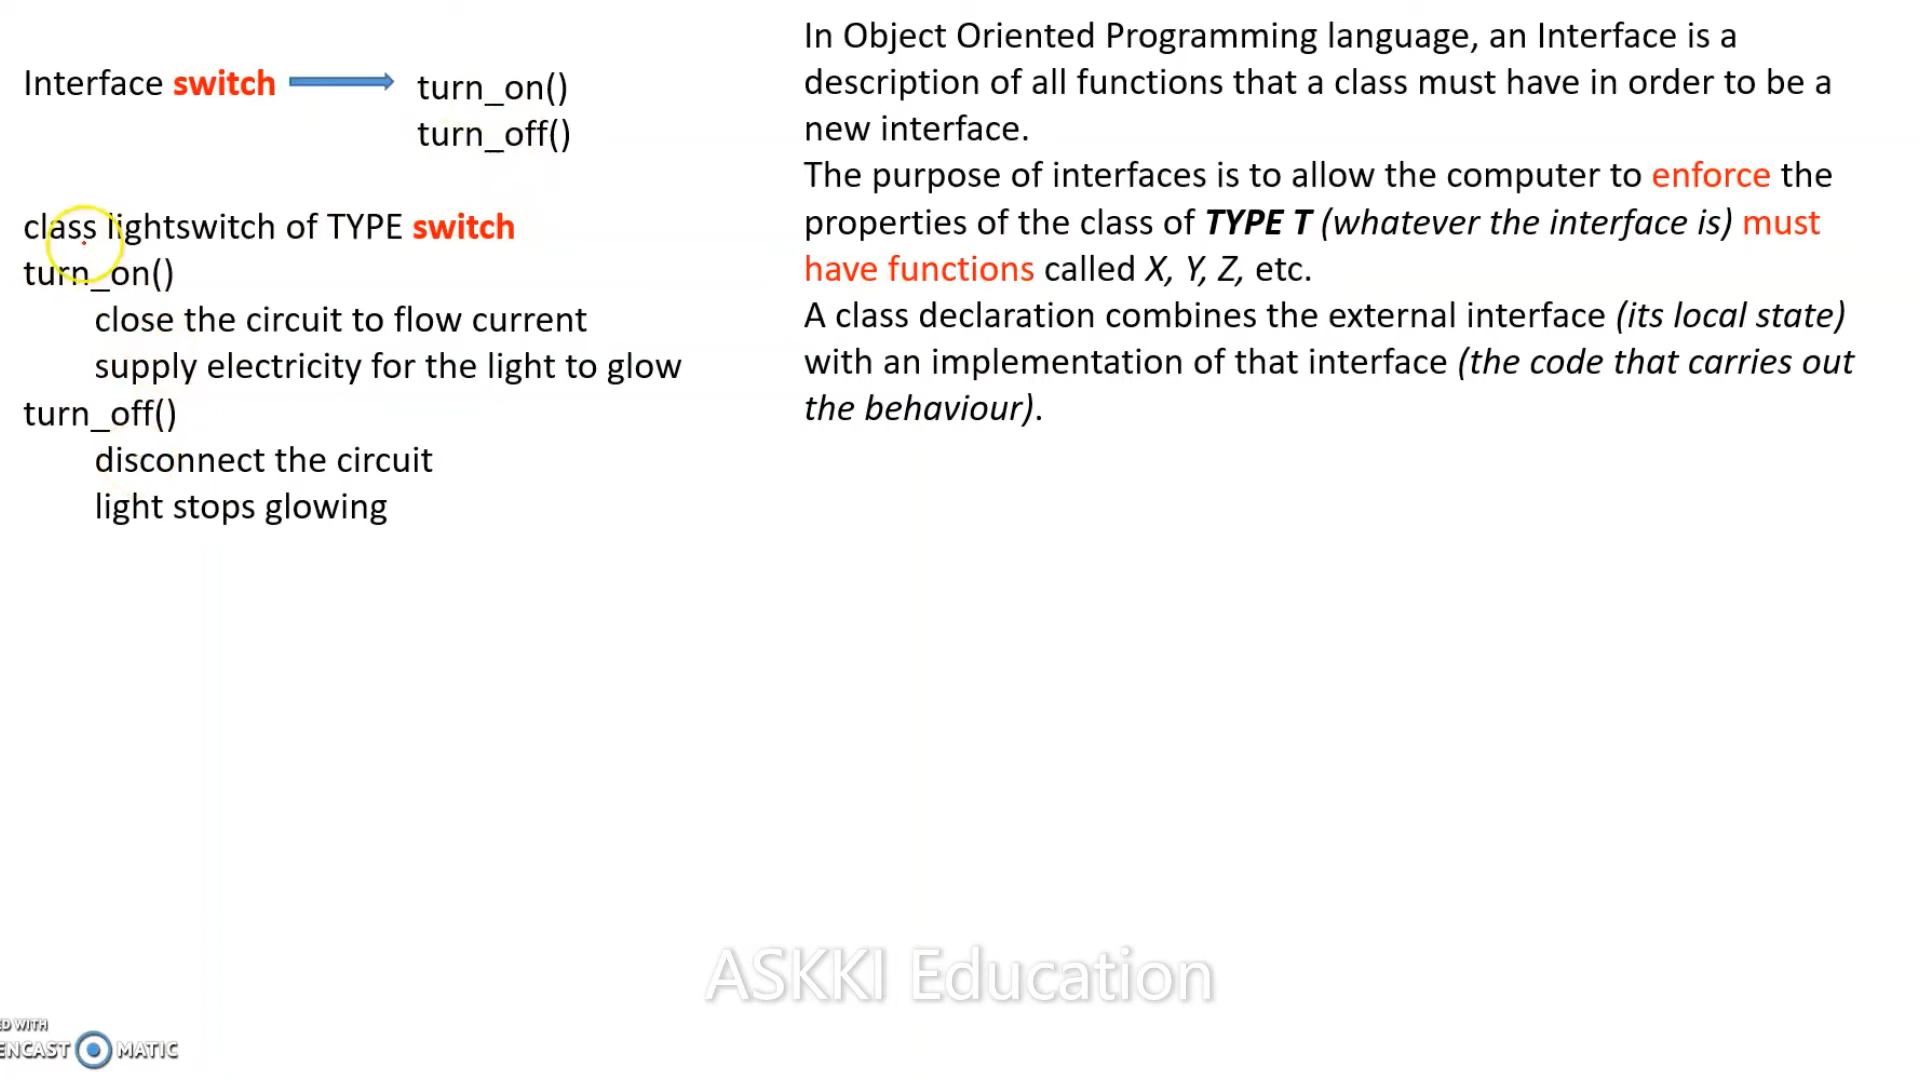 Interface switch
turn_on()
turn_off()
class lightswitch of TYPE switch
turn_on()
close the circuit to flow current
supply electricity for the light to glow
turn_off()
disconnect the circuit
light stops glowing
In Object Oriented Programming language, an Interface is a
description of all functions that a class must have in order to be a
new interface.
The purpose of interfaces is to allow the computer to enforce the
properties of the class of TYPE T (whatever the interface is) must
have functions called X, Y, Z, etc.
A class declaration combines the external interface (its local state)
with an implementation of that interface (the code that carries out
the behaviour).
ASKKI Education
ED WITH
ENCAST MATIC